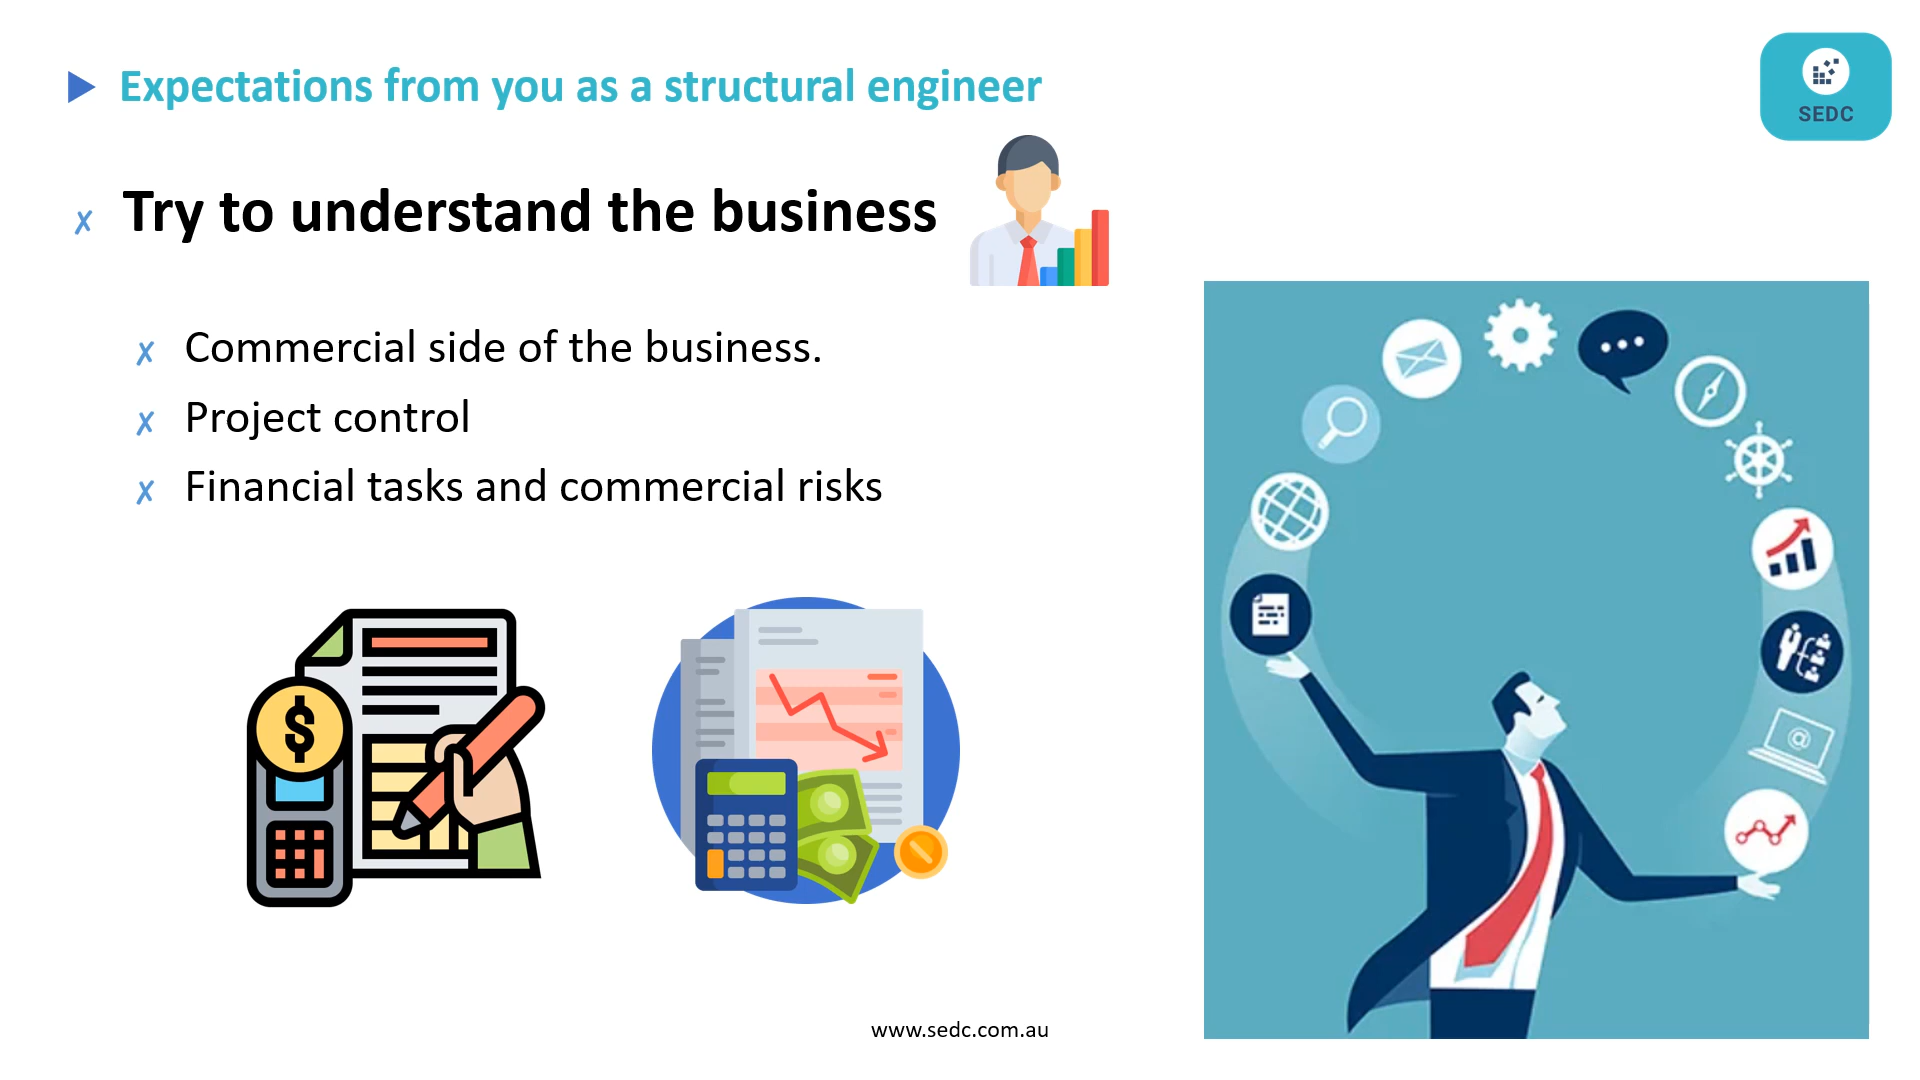 Expectations from you as a structural engineer
SEDC
Try to understand the business
Commercial side of the business.
Project control
Financial tasks and commercial risks
$
@
www.sedc.com.au